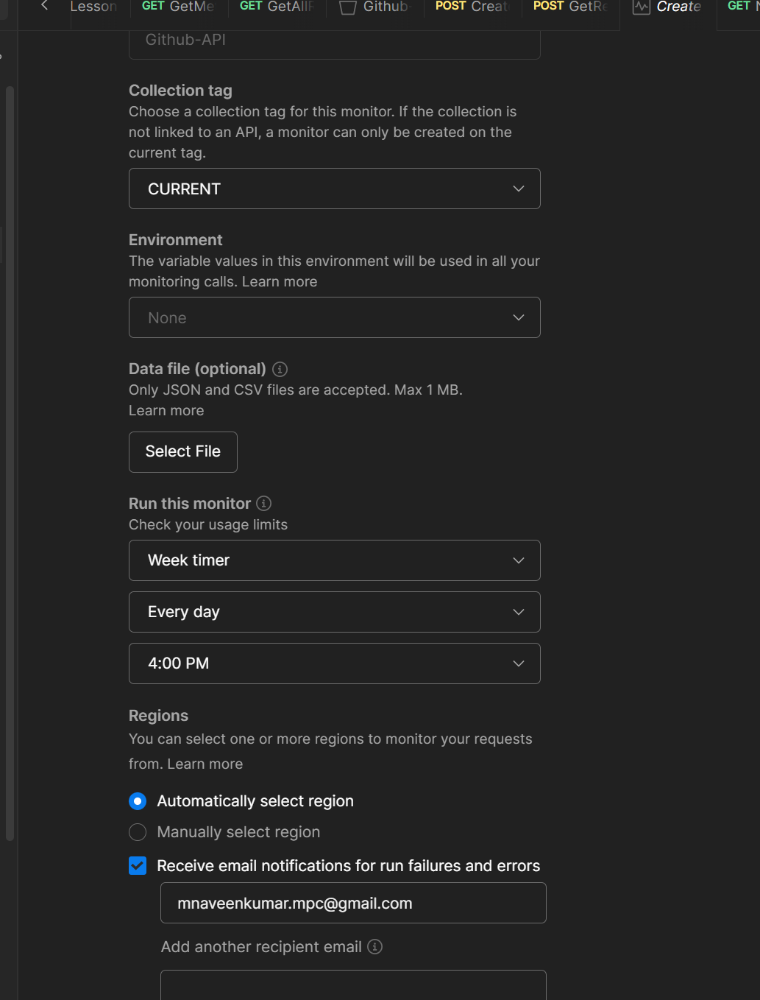 Lesson GET GetMe GET GetAllR Github- POST Creat POST GetRe Create GET
Github-API
Collection tag
Choose a collection tag for this monitor. If the collection is
not linked to an API, a monitor can only be created on the
current tag.
CURRENT
Environment
The variable values in this environment will be used in all your
monitoring calls. Learn more
None
Data file (optional)
Only JSON and CSV files are accepted. Max 1 MB.
Learn more
Select File
Run this monitor
Check your usage limits
Week timer
Every day
4:00 PM
Regions
You can select one or more regions to monitor your requests
from. Learn more
Automatically select region
Manually select region
Receive email notifications for run failures and errors
mnaveenkumar.mpc@gmail.com
Add another recipient email